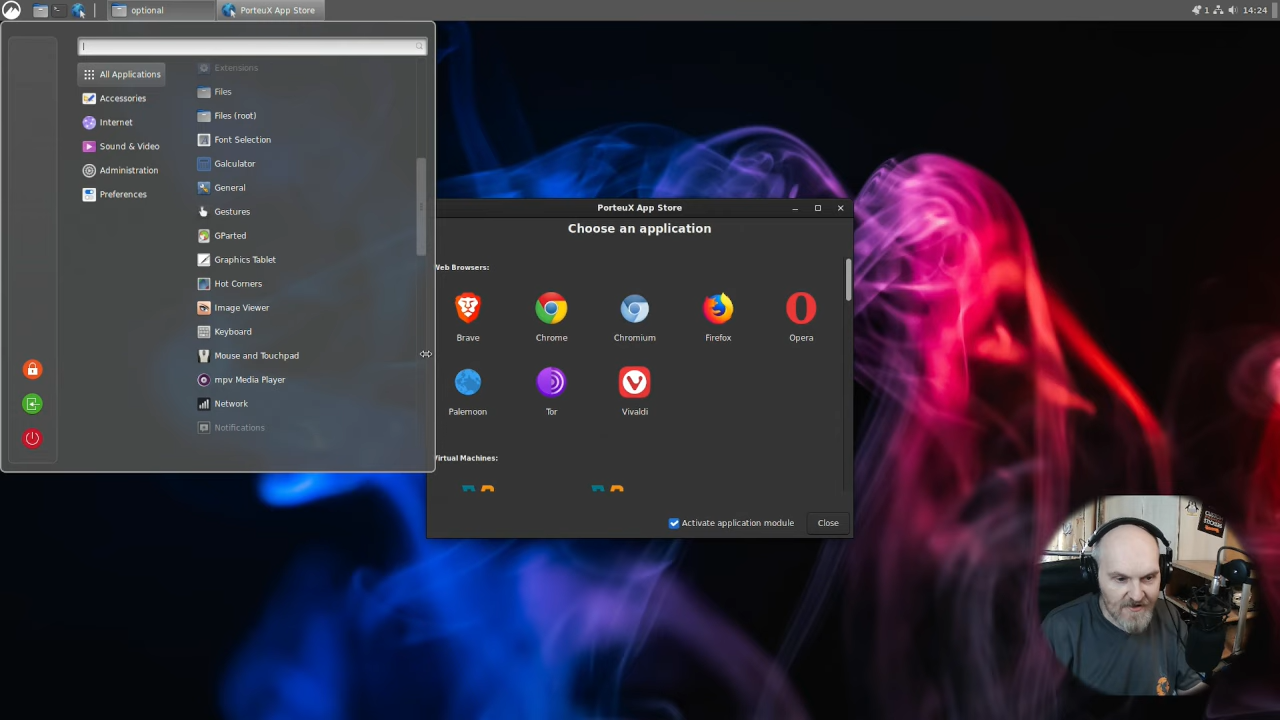 optional
PorteuX App Store
1
14:24
All Applications
Accessories
Internet
Sound & Video
Administration
Preferences
Extensions
Files
Files (root)
Font Selection
Galculator
General
Gestures
GParted
Graphics Tablet
Hot Corners
Image Viewer
Keyboard
Mouse and Touchpad
mpv Media Player
Network
Notifications
PorteuX App Store
Choose an application
Web Browsers:
Brave
Chrome
Chromium
Firefox
Opera
Palemoon
Tor
Vivaldi
Virtual Machines:
Activate application module
Close